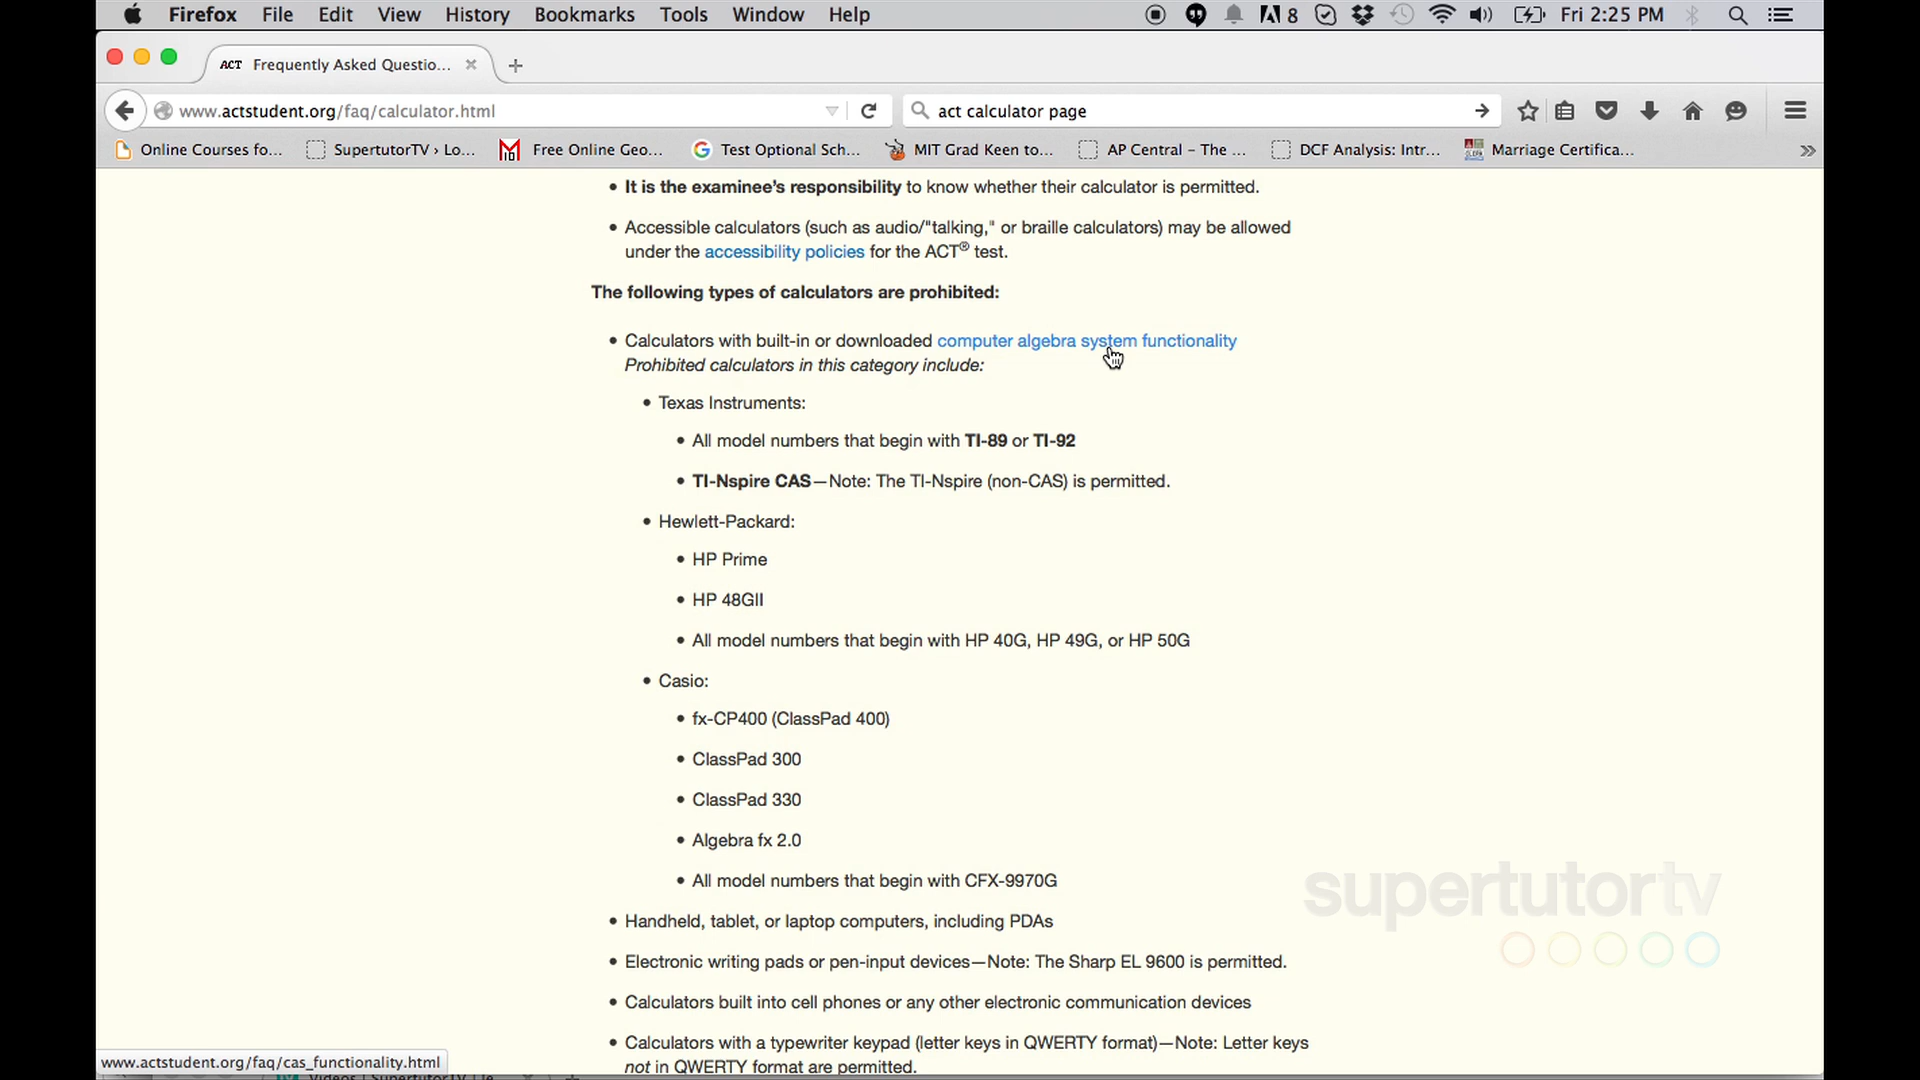 Firefox File Edit View History Bookmarks Tools Window Help 8 Fri 2:25 PM
ACT Frequently Asked Questio...
www.actstudent.org/faq/calculator.html act calculator page
Online Courses fo... SupertutorTV › Lo... Free Online Geo... Test Optional Sch... MIT Grad Keen to... AP Central – The ... DCF Analysis: Intr... Marriage Certifica...
• It is the examinee's responsibility to know whether their calculator is permitted.
• Accessible calculators (such as audio/"talking," or braille calculators) may be allowed
under the accessibility policies for the ACT® test.
The following types of calculators are prohibited:
• Calculators with built-in or downloaded computer algebra system functionality
Prohibited calculators in this category include:
• Texas Instruments:
• All model numbers that begin with TI-89 or TI-92
• TI-Nspire CAS—Note: The TI-Nspire (non-CAS) is permitted.
• Hewlett-Packard:
• HP Prime
• HP 48GII
• All model numbers that begin with HP 40G, HP 49G, or HP 50G
• Casio:
• fx-CP400 (ClassPad 400)
• ClassPad 300
• ClassPad 330
• Algebra fx 2.0
• All model numbers that begin with CFX-9970G
• Handheld, tablet, or laptop computers, including PDAs
• Electronic writing pads or pen-input devices—Note: The Sharp EL 9600 is permitted.
• Calculators built into cell phones or any other electronic communication devices
• Calculators with a typewriter keypad (letter keys in QWERTY format)—Note: Letter keys
not in QWERTY format are permitted.
supertutortv
www.actstudent.org/faq/cas_functionality.html